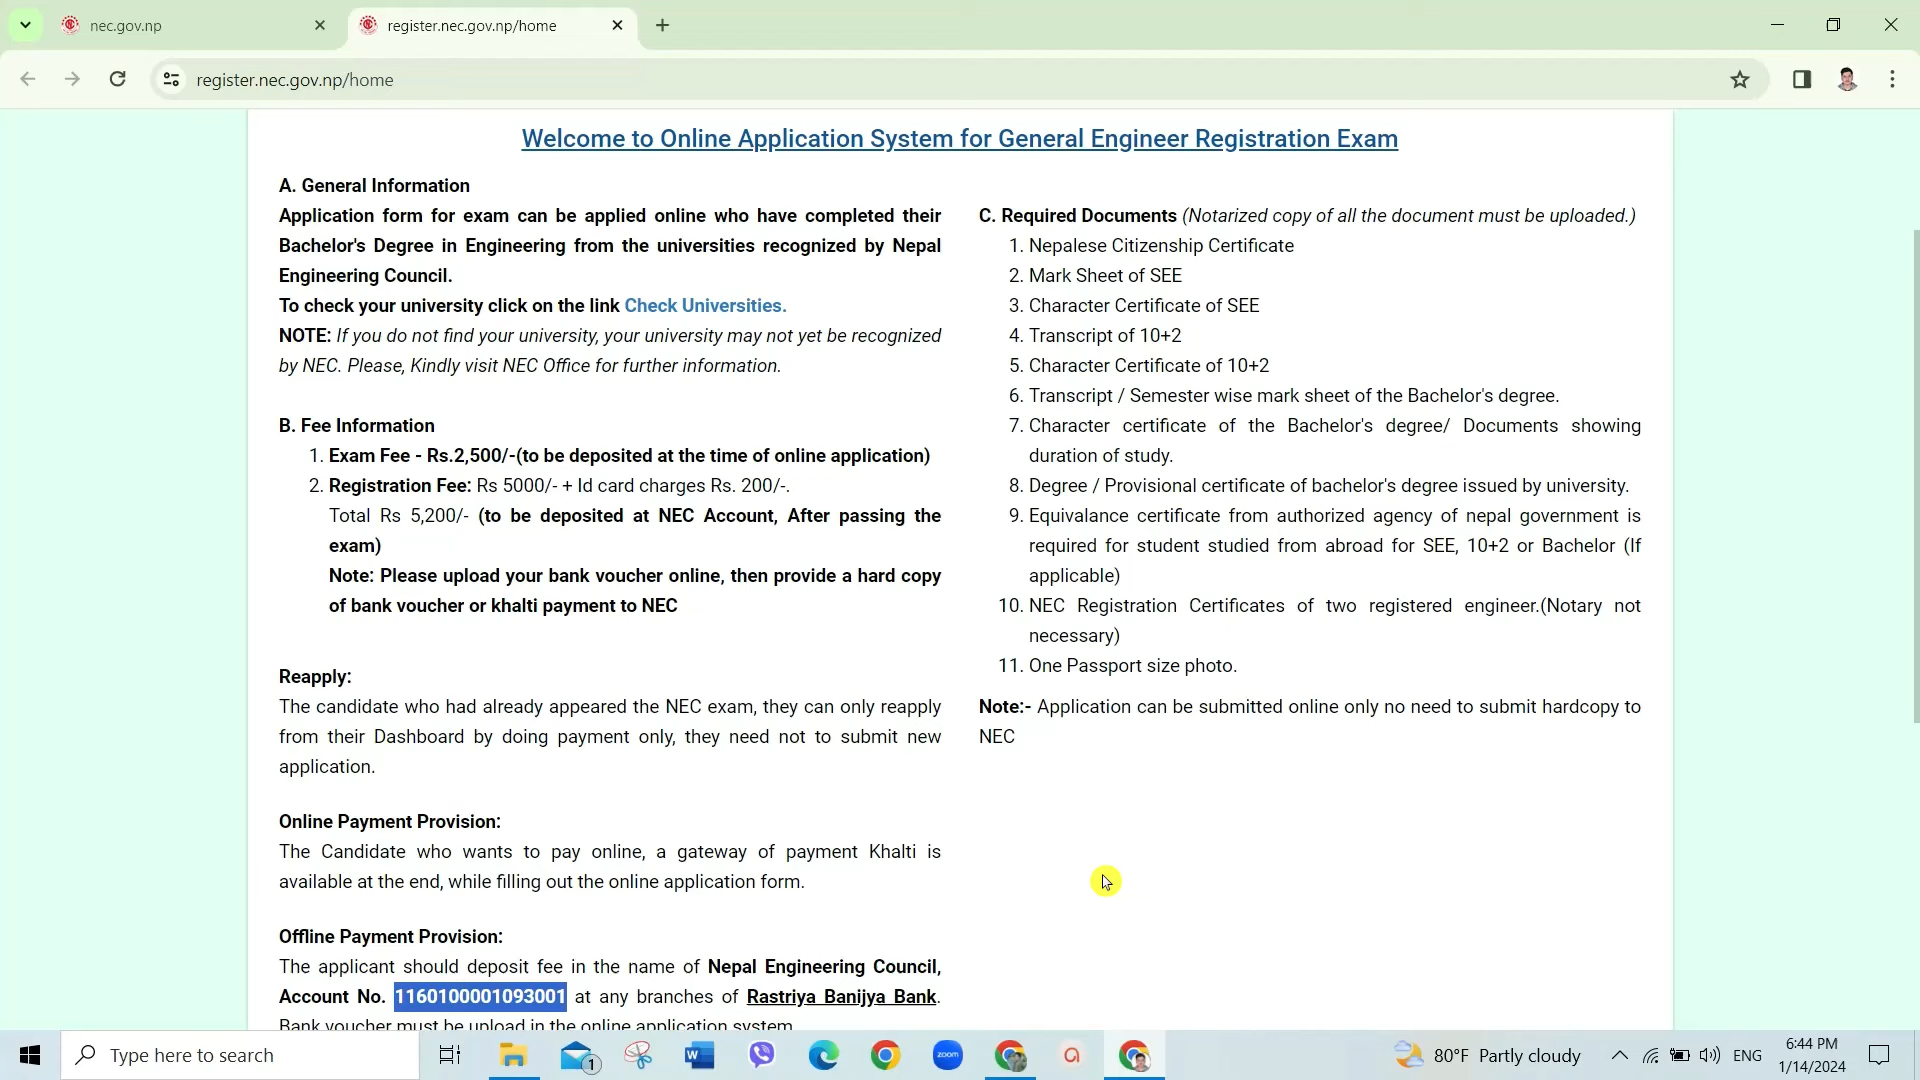 nec.gov.np
register.nec.gov.np/home
register.nec.gov.np/home
Welcome to Online Application System for General Engineer Registration Exam
A. General Information
Application form for exam can be applied online who have completed their
Bachelor's Degree in Engineering from the universities recognized by Nepal
Engineering Council.
To check your university click on the link Check Universities.
NOTE: If you do not find your university, your university may not yet be recognized
by NEC. Please, Kindly visit NEC Office for further information.
B. Fee Information
1. Exam Fee - Rs.2,500/-(to be deposited at the time of online application)
2. Registration Fee: Rs 5000/- + Id card charges Rs. 200/-.
Total Rs 5,200/- (to be deposited at NEC Account, After passing the
exam)
Note: Please upload your bank voucher online, then provide a hard copy
of bank voucher or khalti payment to NEC
Reapply:
The candidate who had already appeared the NEC exam, they can only reapply
from their Dashboard by doing payment only, they need not to submit new
application.
Online Payment Provision:
The Candidate who wants to pay online, a gateway of payment Khalti is
available at the end, while filling out the online application form.
Offline Payment Provision:
The applicant should deposit fee in the name of Nepal Engineering Council,
Account No. 1160100001093001 at any branches of Rastriya Banijya Bank.
Bank voucher must be upload in the online application system
C. Required Documents (Notarized copy of all the document must be uploaded.)
1. Nepalese Citizenship Certificate
2. Mark Sheet of SEE
3. Character Certificate of SEE
4. Transcript of 10+2
5. Character Certificate of 10+2
6. Transcript / Semester wise mark sheet of the Bachelor's degree.
7. Character certificate of the Bachelor's degree/ Documents showing
duration of study.
8. Degree / Provisional certificate of bachelor's degree issued by university.
9. Equivalance certificate from authorized agency of nepal government is
required for student studied from abroad for SEE, 10+2 or Bachelor (If
applicable)
10. NEC Registration Certificates of two registered engineer.(Notary not
necessary)
11. One Passport size photo.
Note:- Application can be submitted online only no need to submit hardcopy to
NEC
Type here to search
1
W
zoom
80°F Partly cloudy
ENG
6:44 PM
1/14/2024